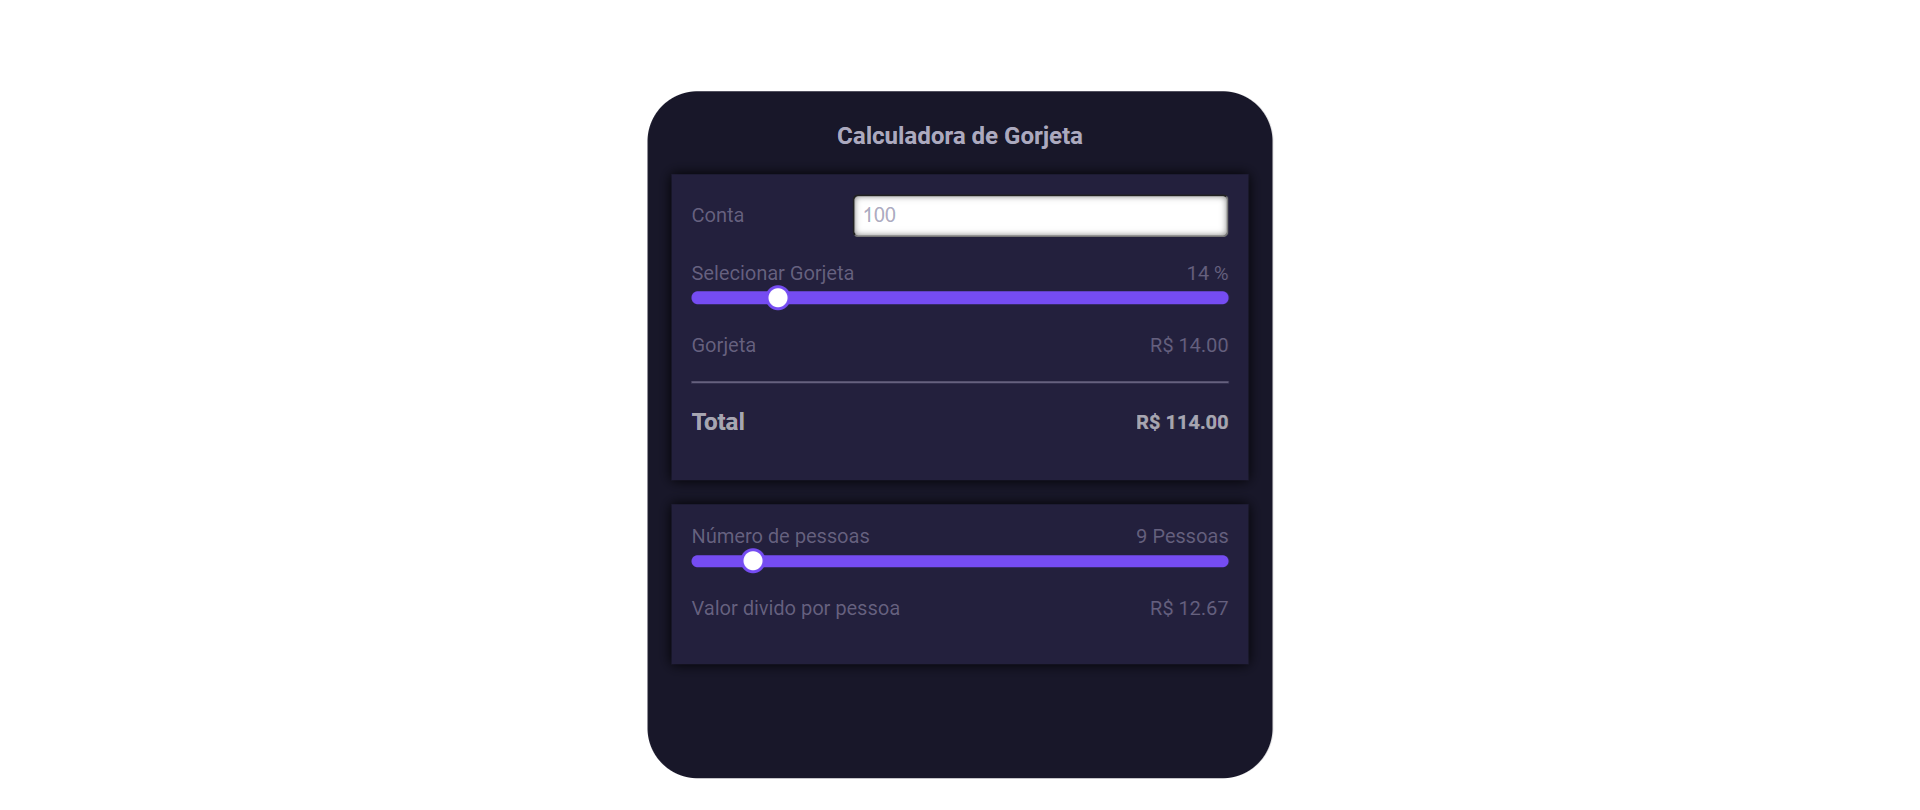 Calculadora de Gorjeta
Conta 100
Selecionar Gorjeta 14 %
Gorjeta R$ 14.00
Total R$ 114.00
Número de pessoas 9 Pessoas
Valor divido por pessoa R$ 12.67